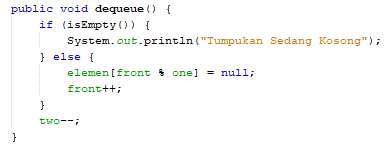 public void dequeue() {
    if (isEmpty()) {
        System.out.println("Tumpukan Sedang Kosong");
    } else {
        elemen[front % one] = null;
        front++;
    }
    two--;
}